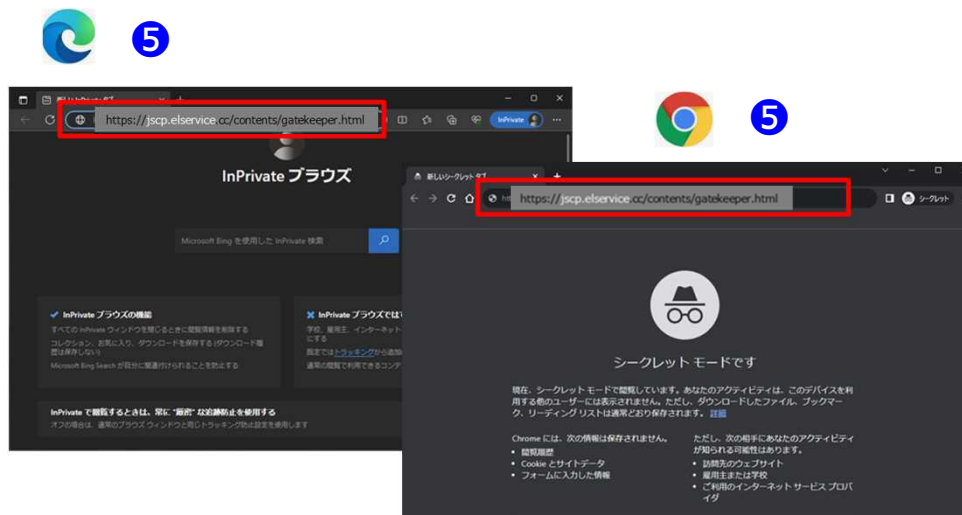 ❺
https://jscp.elservice.cc/contents/gatekeeper.html
InPrivate
InPrivate ブラウズ
Microsoft Bing を使用した InPrivate 検索
InPrivate ブラウズの機能
すべての InPrivate ウィンドウを閉じるときに閲覧情報を削除する
コレクション、お気に入り、ダウンロードを保存する (ダウンロード履
歴は保存しない)
Microsoft Bing Search が自分に関連付けられることを防止する
InPrivate ブラウズでは
学校、雇用主、インターネット
にする
既定ではトラッキングから追加
通常の閲覧で利用できるコンテ
InPrivate で閲覧するときは、常に "厳密" な追跡防止を使用する
オフの場合は、通常のブラウズ ウィンドウと同じトラッキング防止設定を使用します
❺
新しいシークレット タブ
https://jscp.elservice.cc/contents/gatekeeper.html
シークレット
シークレット モードです
現在、シークレット モードで閲覧しています。あなたのアクティビティは、このデバイスを利
用する他のユーザーには表示されません。ただし、ダウンロードしたファイル、ブックマー
ク、リーディング リストは通常どおり保存されます。 詳細
Chrome には、次の情報は保存されません。
• 閲覧履歴
• Cookie とサイトデータ
• フォームに入力した情報
ただし、次の相手にあなたのアクティビティ
が知られる可能性はあります。
• 訪問先のウェブサイト
• 雇用主または学校
• ご利用のインターネット サービス プロバ
イダ